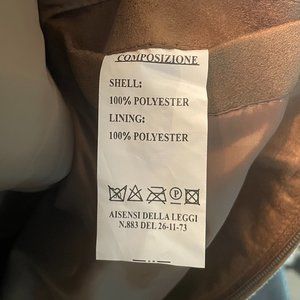 COMPOSIZIONE
SHELL:
100% POLYESTER
LINING:
100% POLYESTER
P
AISENSI DELLA LEGGI
N.883 DEL 26-11-73